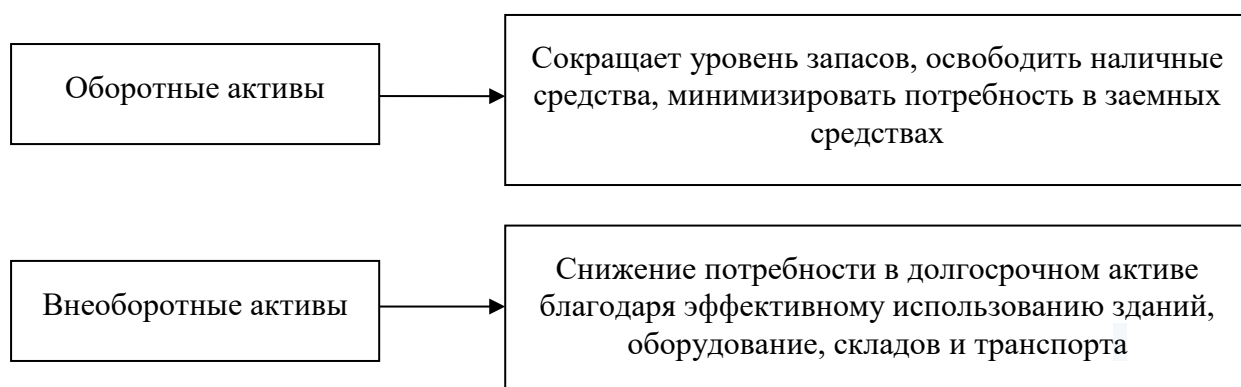 Оборотные активы
Сокращает уровень запасов, освободить наличные
средства, минимизировать потребность в заемных
средствах
Внеоборотные активы
Снижение потребности в долгосрочном активе
благодаря эффективному использованию зданий,
оборудование, складов и транспорта